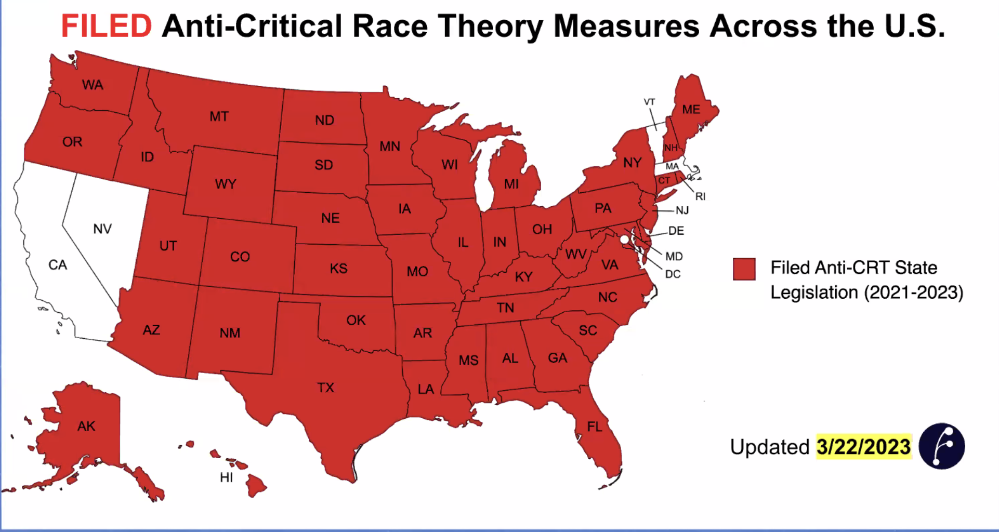 FILED Anti-Critical Race Theory Measures Across the U.S.
WA
MT
ND
MN
VT
ME
OR
ID
SD
WI
NH
NY
MA
WY
MI
CT
RI
IA
PA
NJ
NE
NV
OH
DE
UT
CO
IL
IN
WV
MD
CA
KS
MO
VA
DC
KY
Filed Anti-CRT State
Legislation (2021-2023)
NC
TN
OK
AZ
NM
AR
SC
MS
AL
GA
TX
LA
AK
FL
HI
Updated 3/22/2023